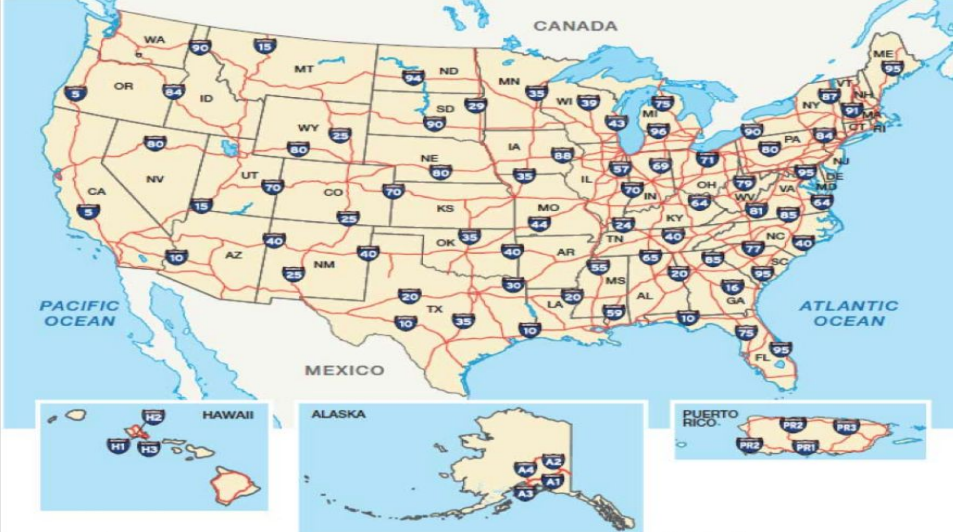 CANADA
WA
90
15
MT
94
ND
MN
35
WI
39
75
MI
ME
95
VT
NH
87
NY
91
MA
CT
RI
5
OR
84
ID
SD
29
90
43
96
90
PA
84
80
WY
25
80
IA
88
57
69
71
NJ
80
NV
UT
70
CO
NE
80
35
IL
70
IN
OH
79
WV
95
DE
MD
VA
64
CA
5
15
25
70
KS
MO
44
24
64
KY
81
85
10
AZ
40
NM
25
40
OK
35
40
AR
TN
40
77
NC
40
SC
95
55
MS
65
AL
20
85
16
GA
PACIFIC
OCEAN
20
TX
10
35
30
LA
20
10
59
10
75
FL
95
ATLANTIC
OCEAN
MEXICO
HAWAII
H2
H1
H3
ALASKA
A4
A2
A1
A3
PUERTO
RICO
PR2
PR3
PR2
PR1